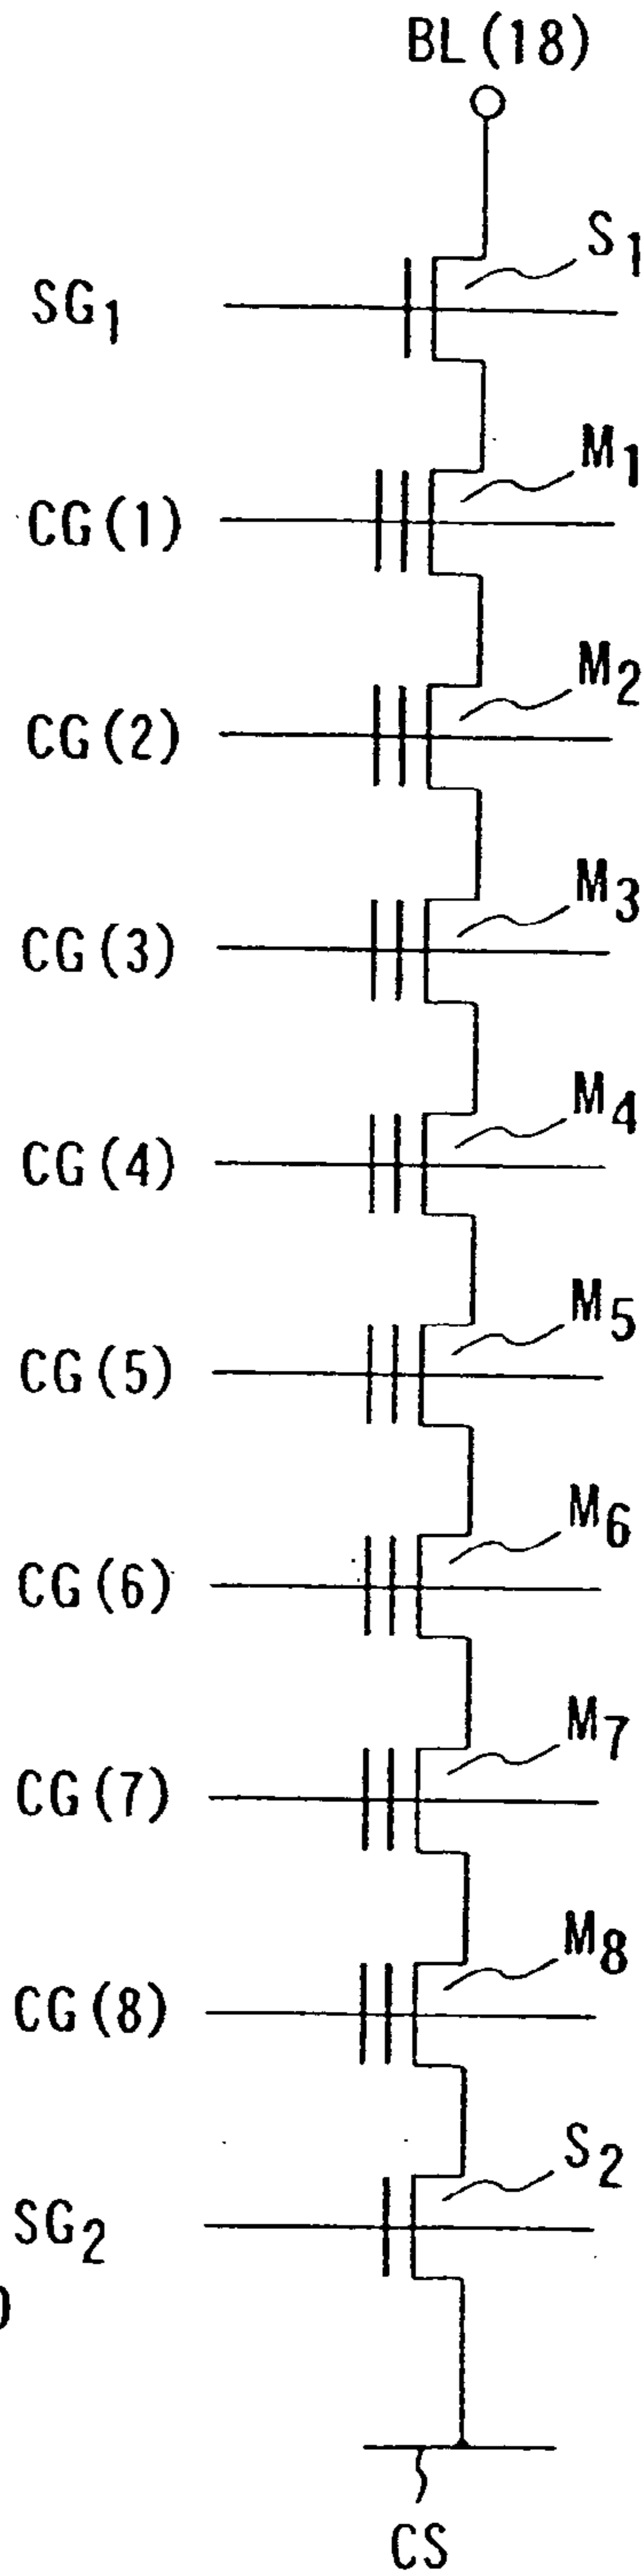 BL(18)
S1
SG1
M1
CG(1)
M2
CG(2)
M3
CG(3)
M4
CG(4)
M5
CG(5)
M6
CG(6)
M7
CG(7)
M8
CG(8)
S2
SG2
CS